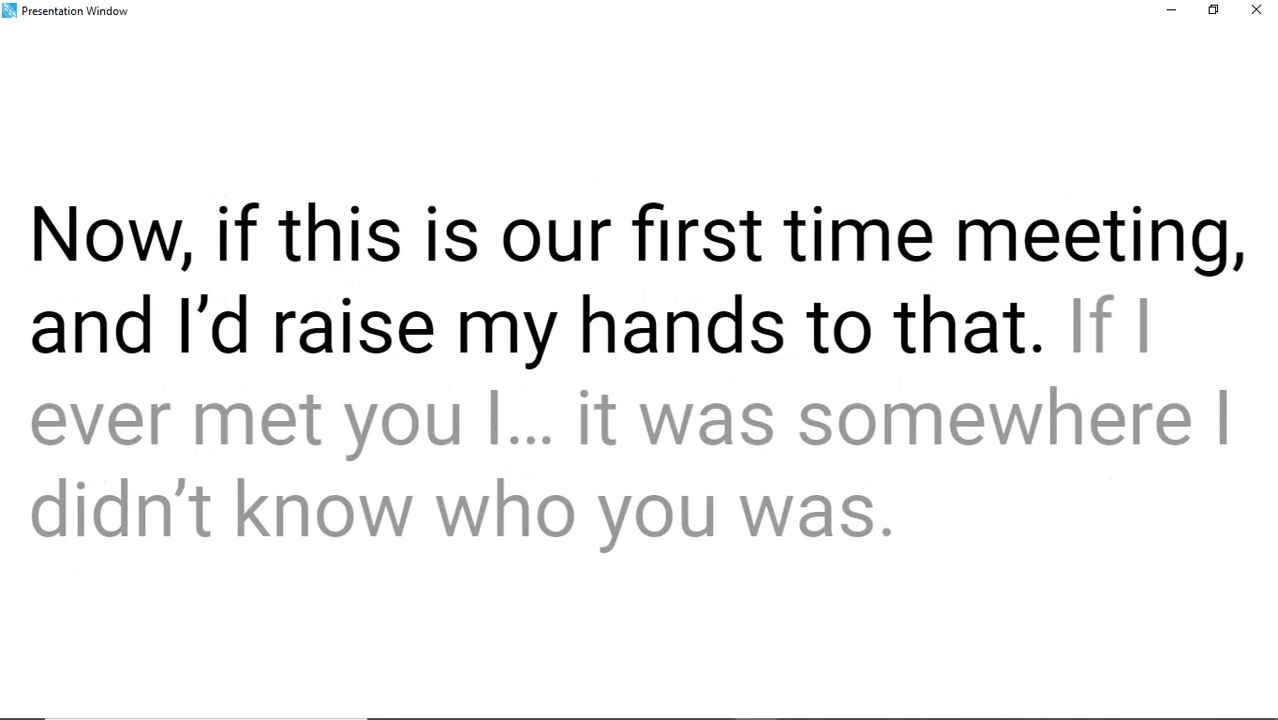 Presentation Window
Now, if this is our first time meeting,
and I’d raise my hands to that. If I
ever met you I… it was somewhere I
didn’t know who you was.